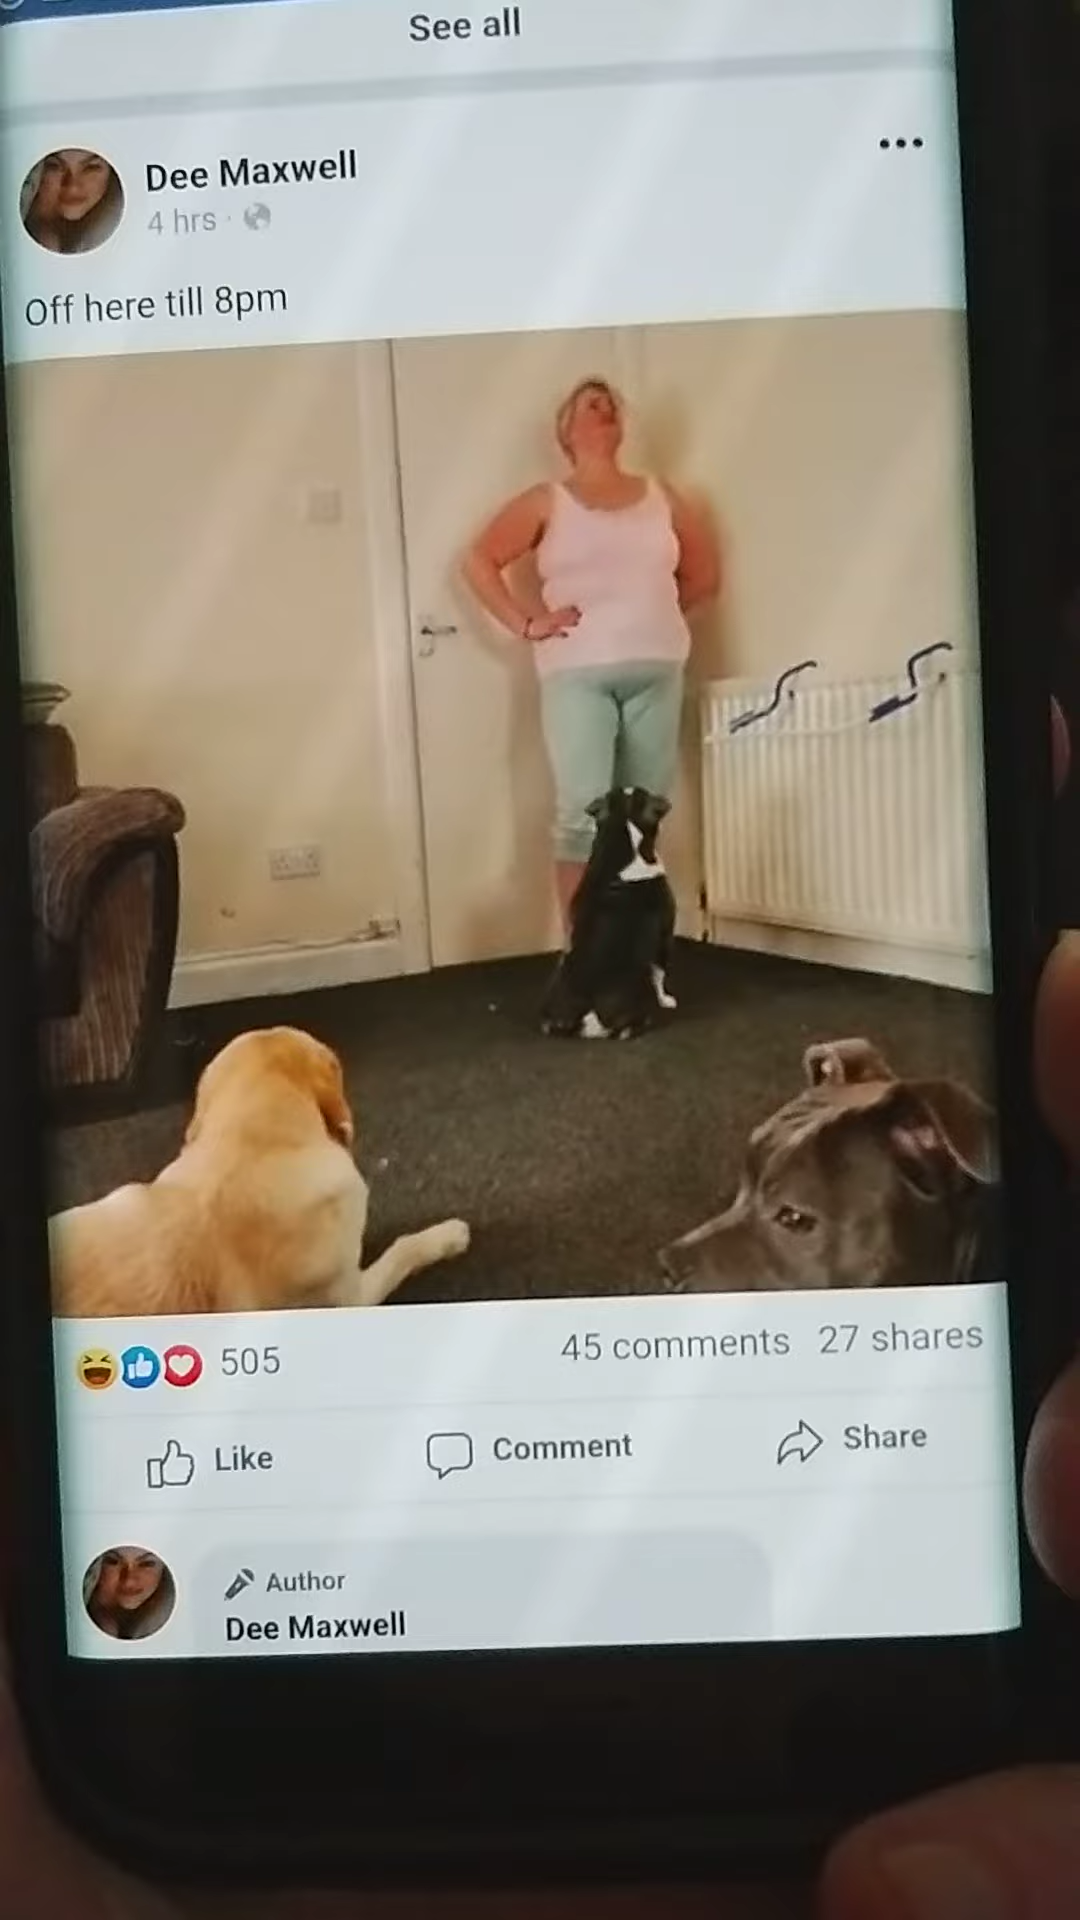 See all
Dee Maxwell
4 hrs ·
Off here till 8pm
505 45 comments 27 shares
Like Comment Share
Author
Dee Maxwell